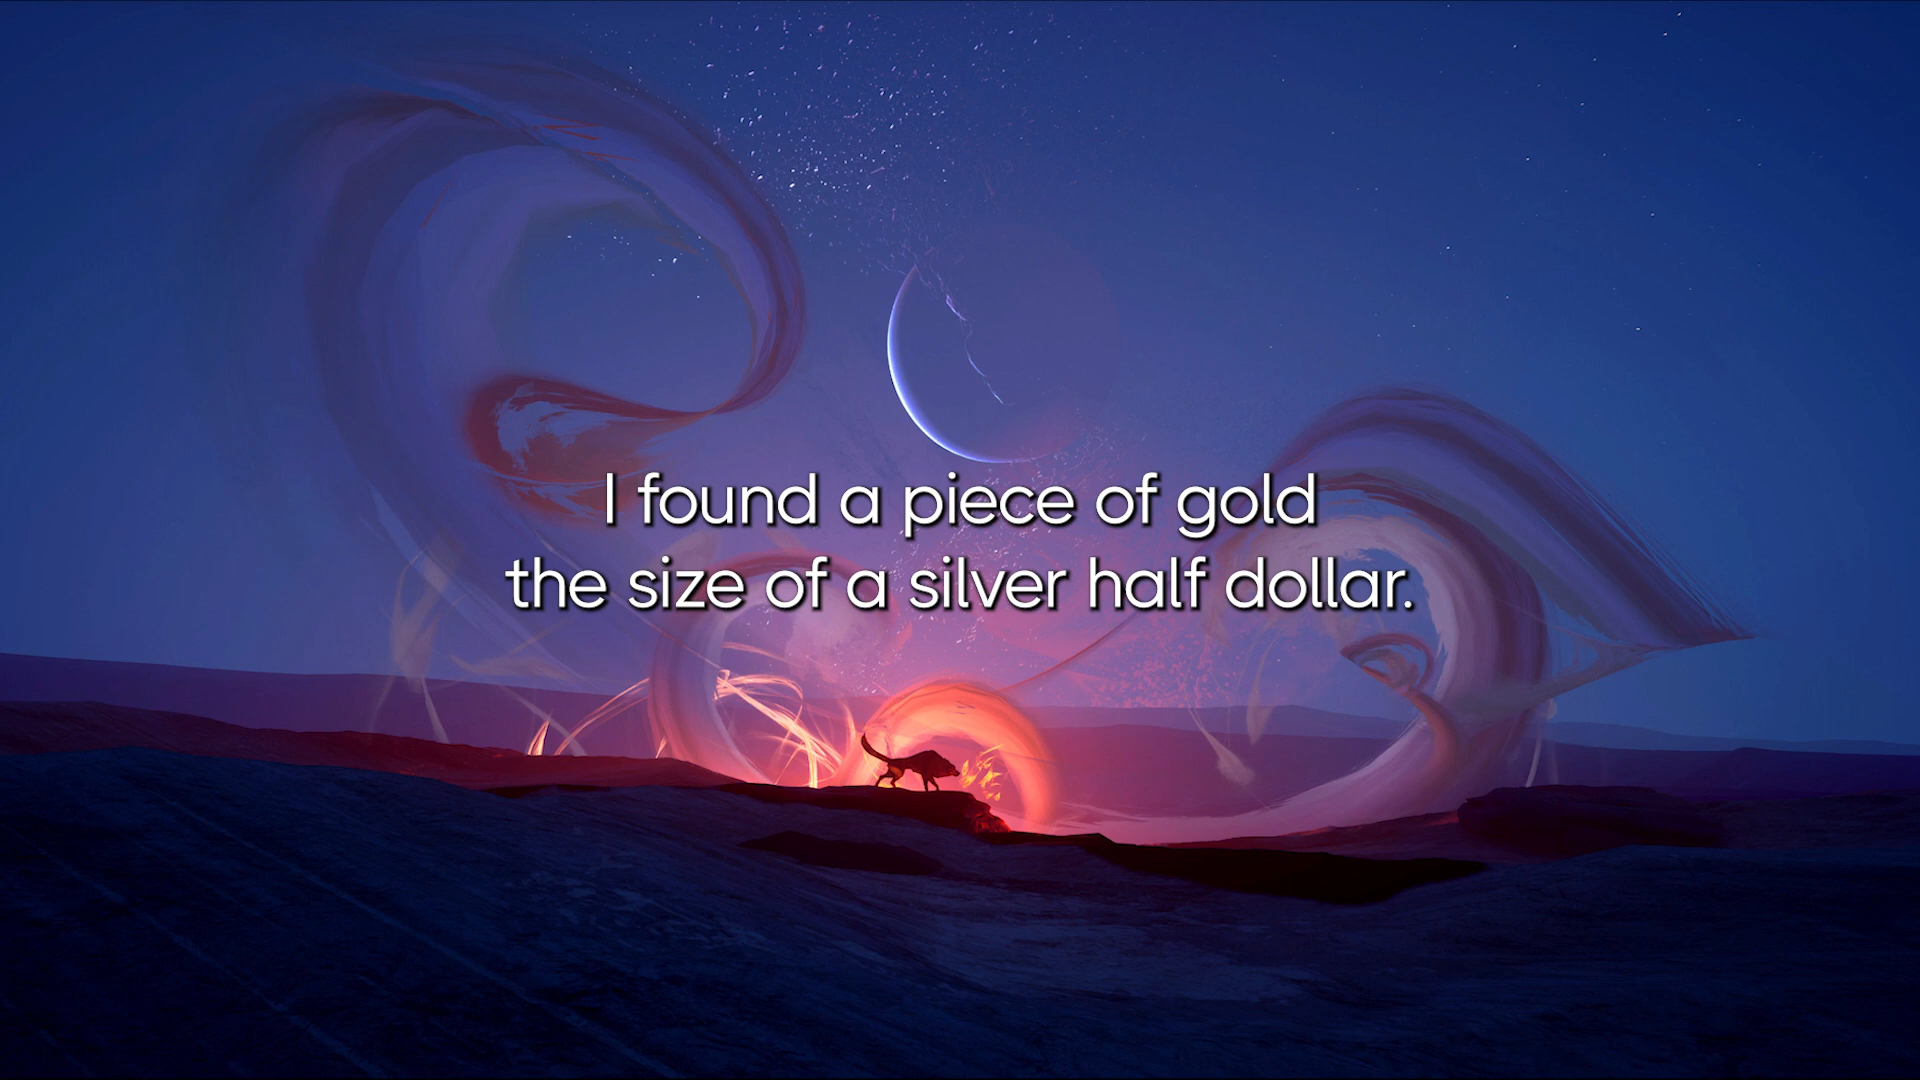 I found a piece of gold
the size of a silver half dollar.